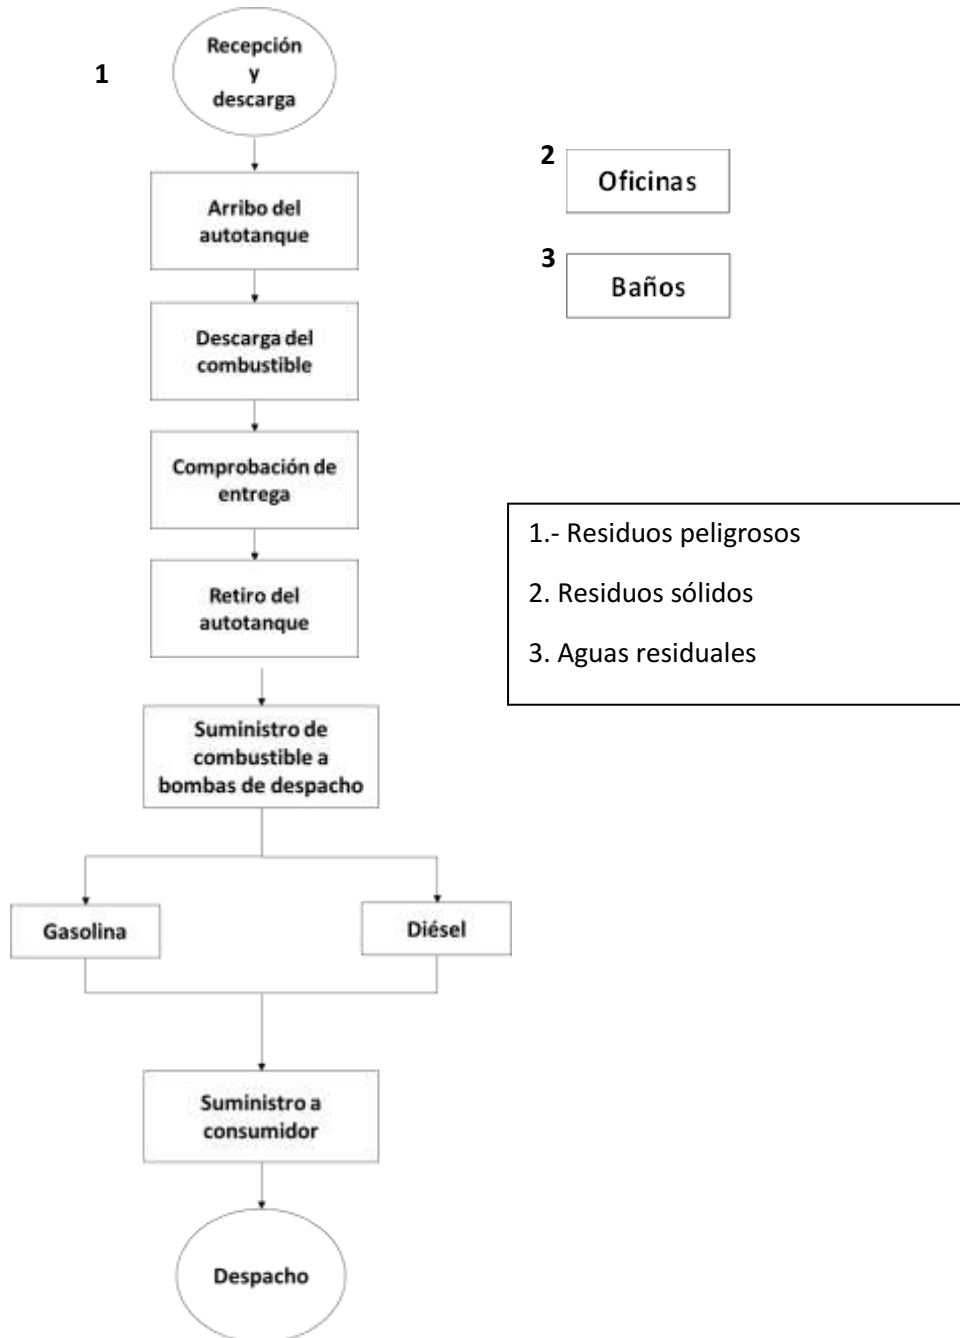 1
Recepción
y
descarga
Arribo del
autotanque
Descarga del
combustible
Comprobación de
entrega
Retiro del
autotanque
Suministro de
combustible a
bombas de despacho
Gasolina
Diésel
Suministro a
consumidor
Despacho
2
Oficinas
3
Baños
1.- Residuos peligrosos
2. Residuos sólidos
3. Aguas residuales